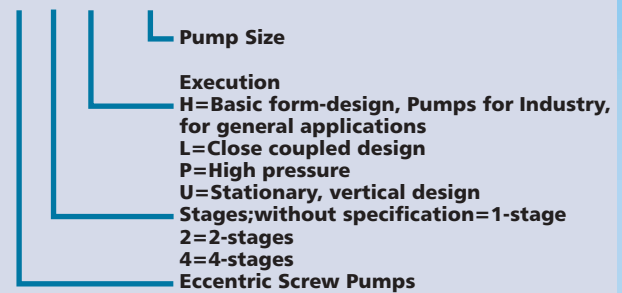 Pump Size
Execution
H=Basic form-design, Pumps for Industry,
for general applications
L=Close coupled design
P=High pressure
U=Stationary, vertical design
Stages;without specification=1-stage
2=2-stages
4=4-stages
Eccentric Screw Pumps